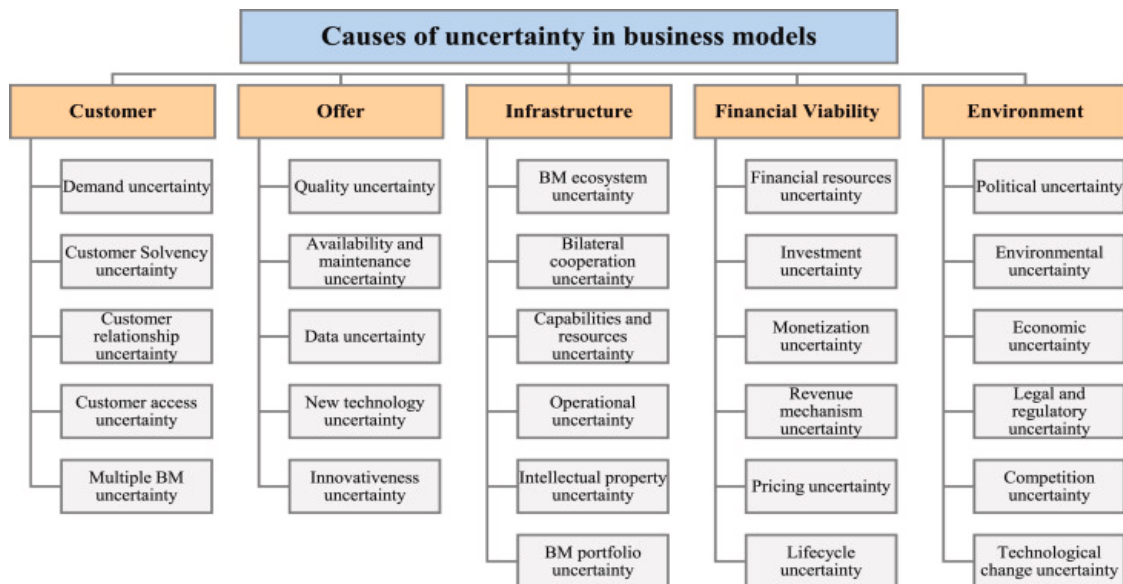 Causes of uncertainty in business models
Customer
Offer
Infrastructure
Financial Viability
Environment
Demand uncertainty
Customer Solvency
uncertainty
Customer
relationship
uncertainty
Customer access
uncertainty
Multiple BM
uncertainty
Quality uncertainty
Availability and
maintenance
uncertainty
Data uncertainty
New technology
uncertainty
Innovativeness
uncertainty
BM ecosystem
uncertainty
Bilateral
cooperation
uncertainty
Capabilities and
resources
uncertainty
Operational
uncertainty
Intellectual property
uncertainty
BM portfolio
uncertainty
Financial resources
uncertainty
Investment
uncertainty
Monetization
uncertainty
Revenue
mechanism
uncertainty
Pricing uncertainty
Lifecycle
uncertainty
Political uncertainty
Environmental
uncertainty
Economic
uncertainty
Legal and
regulatory
uncertainty
Competition
uncertainty
Technological
change uncertainty